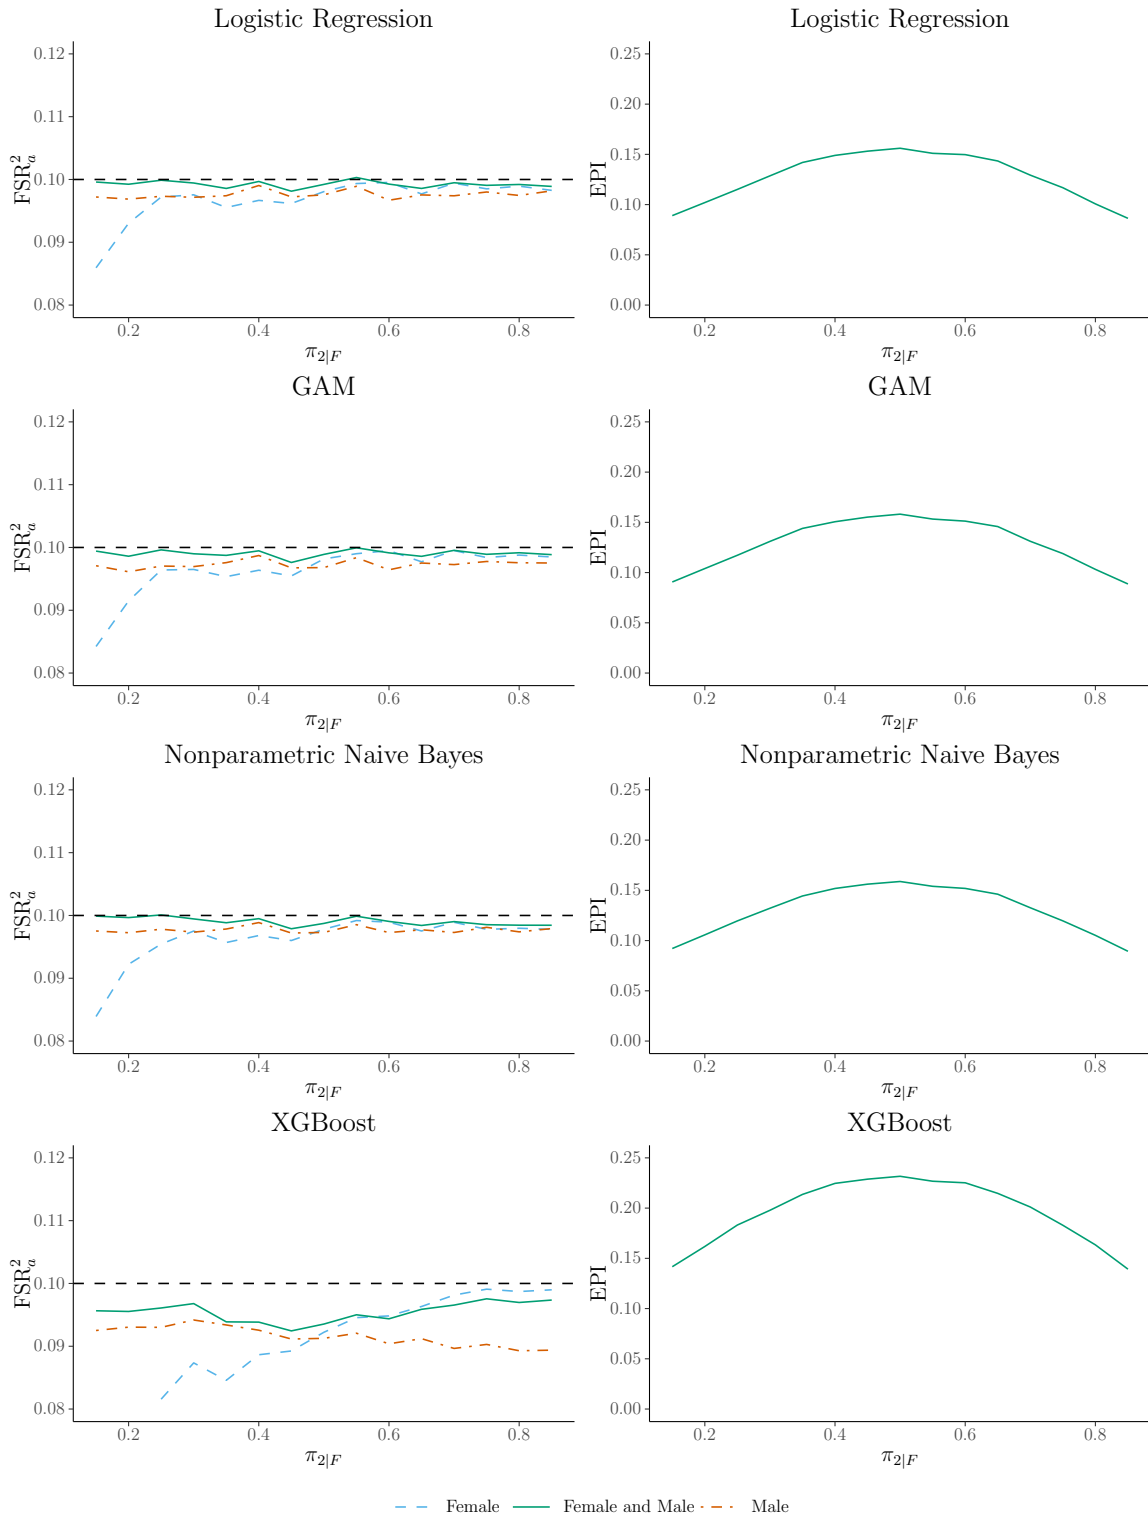 Logistic Regression
Logistic Regression
FSR²ₐ
0.12
0.11
0.10
0.09
0.08
0.2 0.4 0.6 0.8
π₂|F
EPI
0.25
0.20
0.15
0.10
0.05
0.00
0.2 0.4 0.6 0.8
π₂|F
GAM
GAM
FSR²ₐ
0.12
0.11
0.10
0.09
0.08
0.2 0.4 0.6 0.8
π₂|F
EPI
0.25
0.20
0.15
0.10
0.05
0.00
0.2 0.4 0.6 0.8
π₂|F
Nonparametric Naive Bayes
Nonparametric Naive Bayes
FSR²ₐ
0.12
0.11
0.10
0.09
0.08
0.2 0.4 0.6 0.8
π₂|F
EPI
0.25
0.20
0.15
0.10
0.05
0.00
0.2 0.4 0.6 0.8
π₂|F
XGBoost
XGBoost
FSR²ₐ
0.12
0.11
0.10
0.09
0.08
0.2 0.4 0.6 0.8
π₂|F
EPI
0.25
0.20
0.15
0.10
0.05
0.00
0.2 0.4 0.6 0.8
π₂|F
Female Female and Male Male